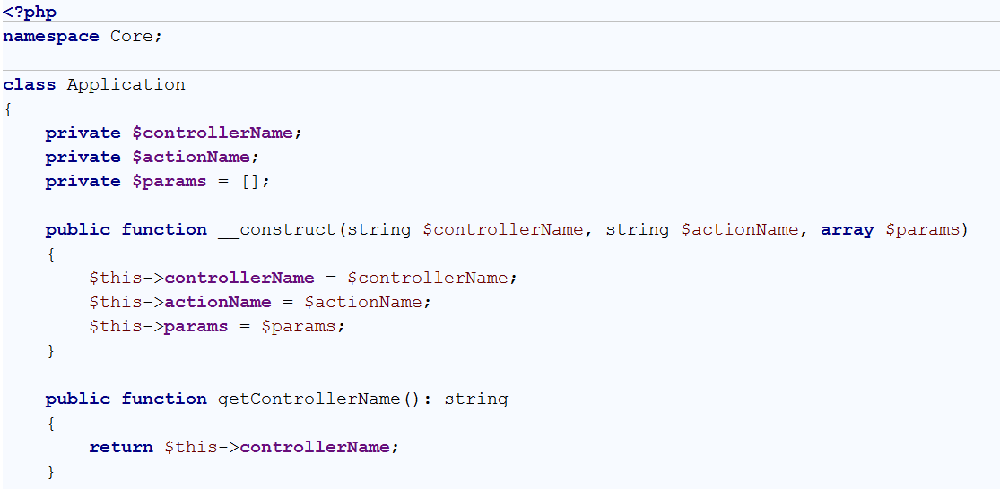 <?php
namespace Core;

class Application
{
    private $controllerName;
    private $actionName;
    private $params = [];

    public function __construct(string $controllerName, string $actionName, array $params)
    {
        $this->controllerName = $controllerName;
        $this->actionName = $actionName;
        $this->params = $params;
    }

    public function getControllerName(): string
    {
        return $this->controllerName;
    }